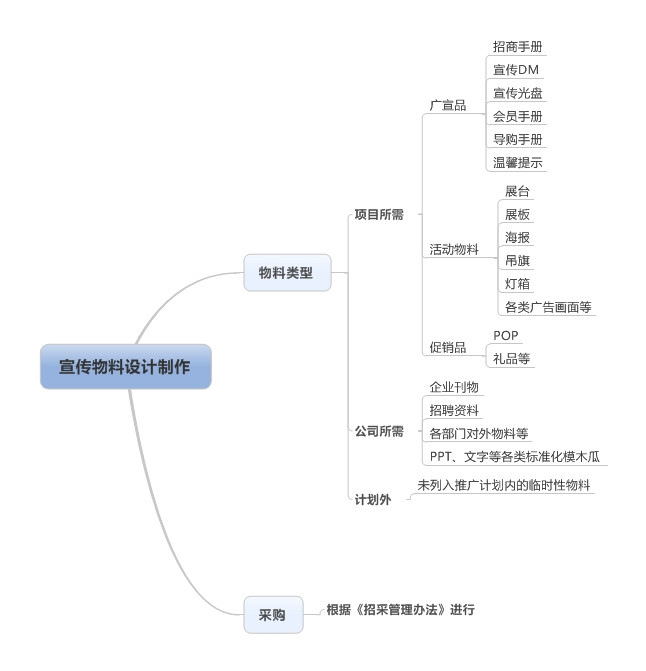 宣传物料设计制作
物料类型
项目所需
广宣品
招商手册
宣传DM
宣传光盘
会员手册
导购手册
温馨提示
活动物料
展台
展板
海报
吊旗
灯箱
各类广告画面等
促销品
POP
礼品等
公司所需
企业刊物
招聘资料
各部门对外物料等
PPT、文字等各类标准化模木瓜
计划外
未列入推广计划内的临时性物料
采购
根据《招采管理办法》进行